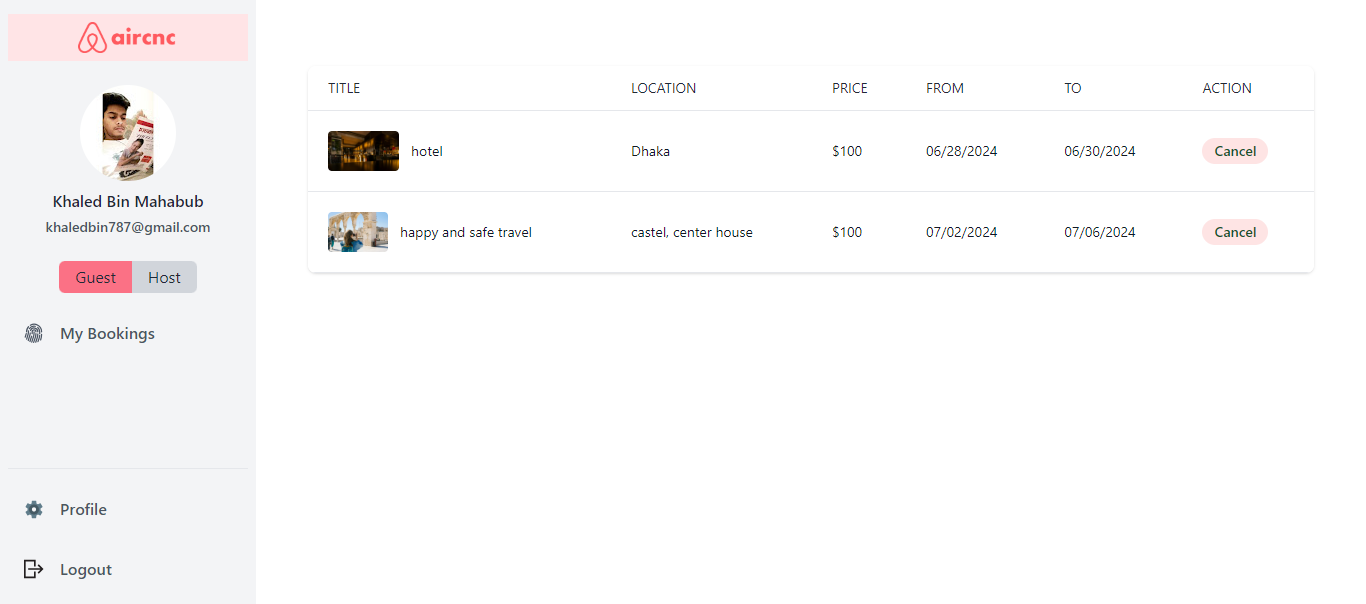 aircnc
Khaled Bin Mahabub
khaledbin787@gmail.com
Guest Host
My Bookings
Profile
Logout
TITLE LOCATION PRICE FROM TO ACTION
hotel Dhaka $100 06/28/2024 06/30/2024 Cancel
happy and safe travel castel, center house $100 07/02/2024 07/06/2024 Cancel